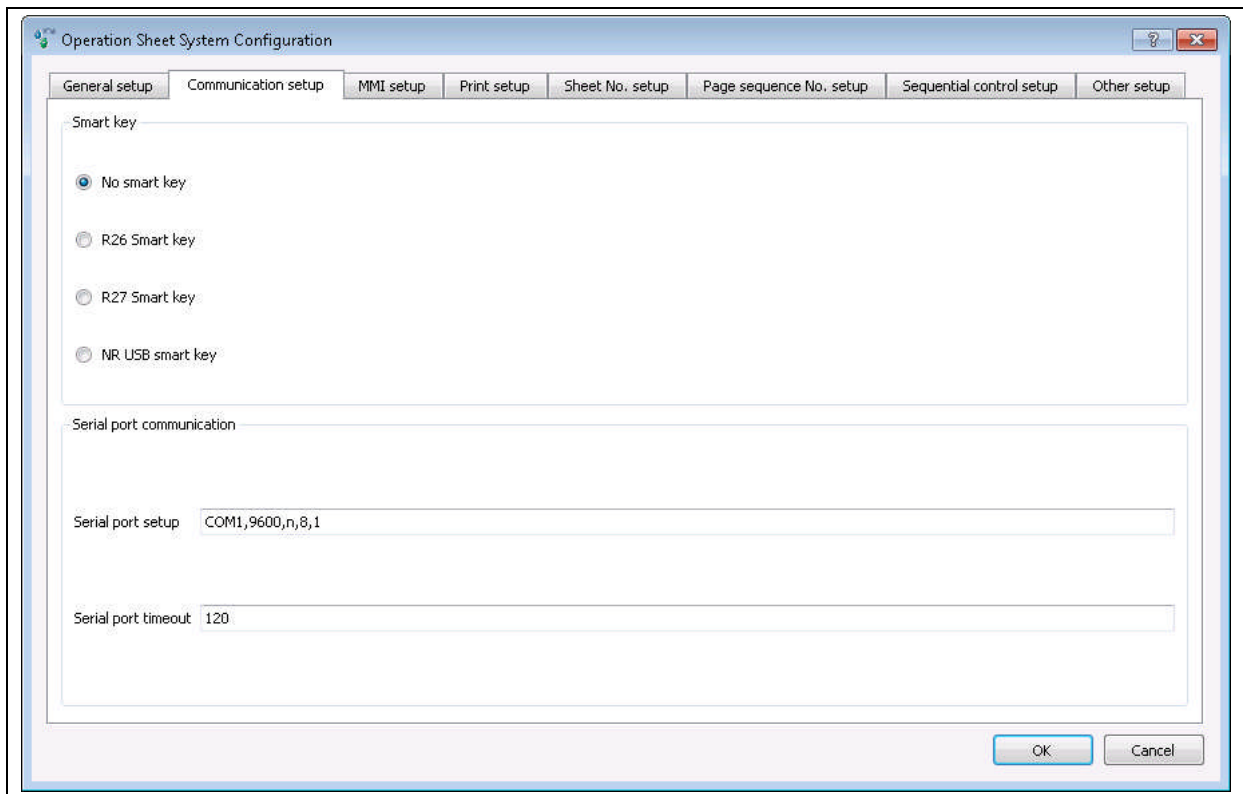 Operation Sheet System Configuration
General setup Communication setup MMI setup Print setup Sheet No. setup Page sequence No. setup Sequential control setup Other setup
Smart key
No smart key
R26 Smart key
R27 Smart key
NR USB smart key
Serial port communication
Serial port setup COM1,9600,n,8,1
Serial port timeout 120
OK Cancel